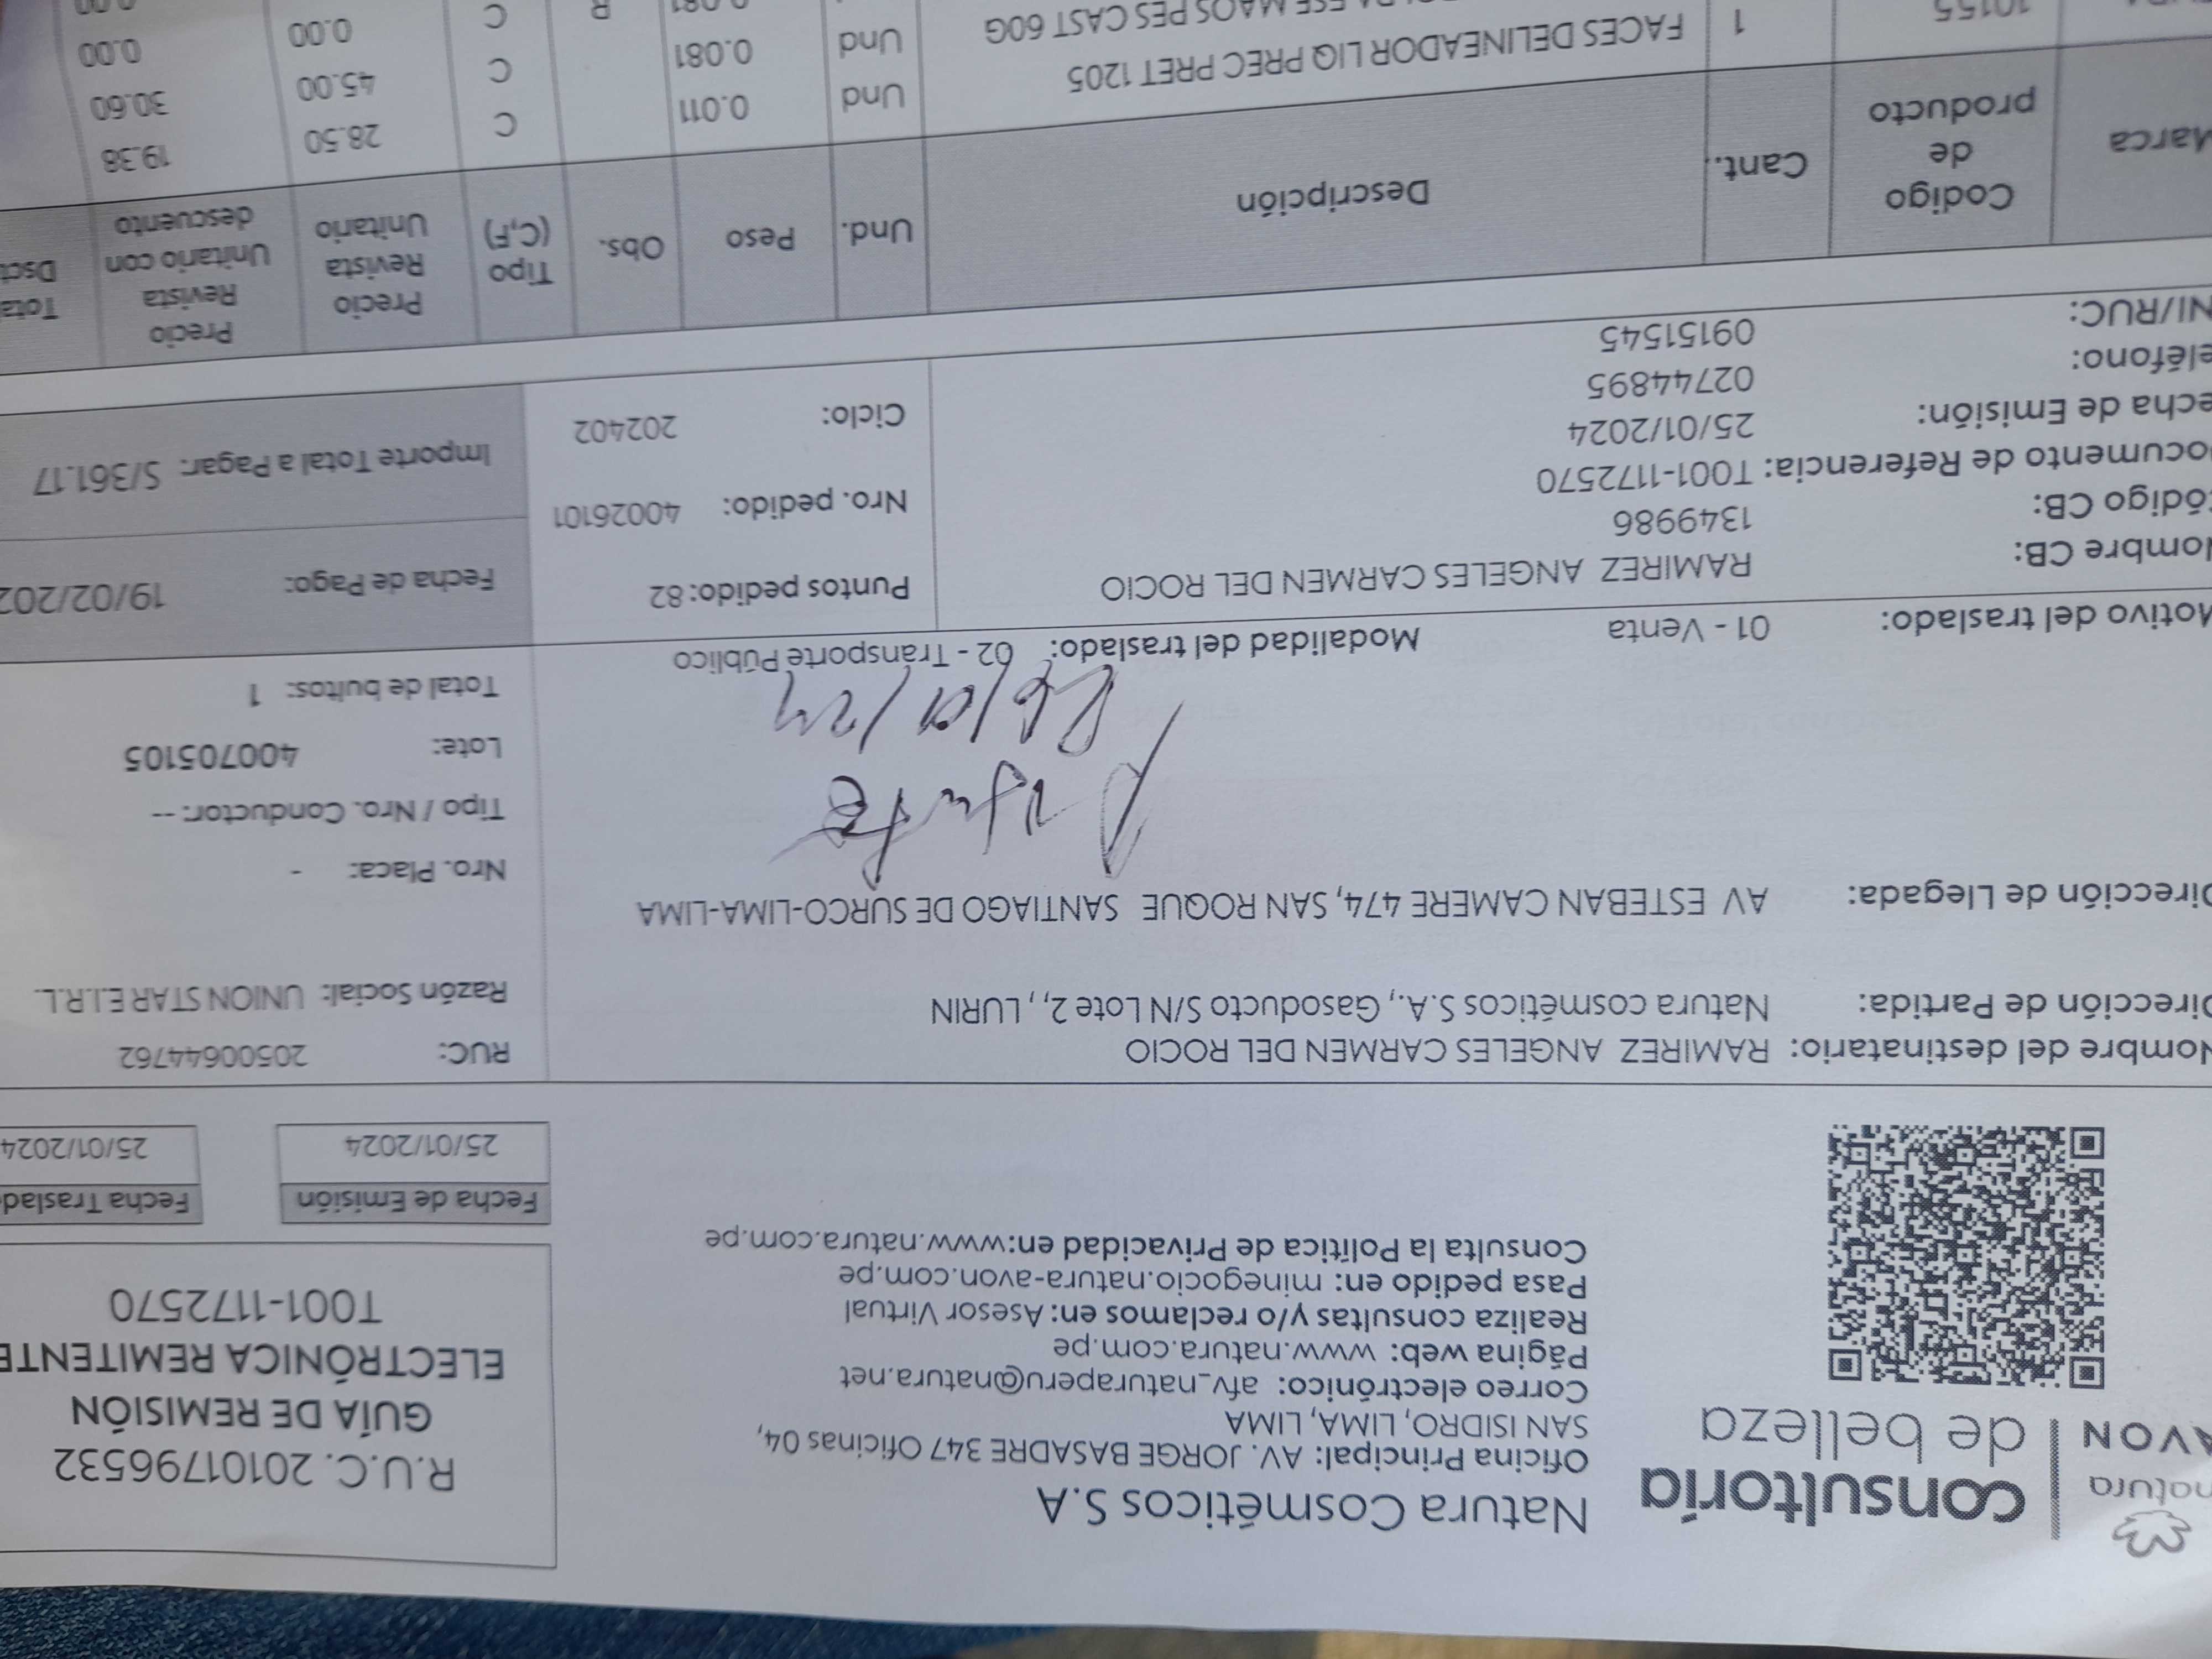 natura
AVON
consultoría
de belleza
Natura Cosméticos S.A
Oficina Principal: AV. JORGE BASADRE 347 Oficinas 04,
SAN ISIDRO, LIMA, LIMA
Correo electrónico: afv_naturaperu@natura.net
Página web: www.natura.com.pe
Realiza consultas y/o reclamos en: Asesor Virtual
Pasa pedido en: minegocio.natura-avon.com.pe
Consulta la Política de Privacidad en:www.natura.com.pe
R.U.C. 20101796532
GUÍA DE REMISIÓN
ELECTRÓNICA REMITENTE
T001-1172570
Fecha de Emisión
25/01/2024
Fecha Traslad
25/01/2024
Nombre del destinatario: RAMIREZ ANGELES CARMEN DEL ROCIO
Dirección de Partida: Natura cosméticos S.A., Gasoducto S/N Lote 2, , LURIN
Dirección de Llegada: AV ESTEBAN CAMERE 474, SAN ROQUE SANTIAGO DE SURCO-LIMA-LIMA
RUC: 20500644762
Razón Social: UNION STAR E.I.R.L.
Nro. Placa: -
Tipo / Nro. Conductor: --
Lote: 400705105
Total de bultos: 1
Motivo del traslado: 01 - Venta Modalidad del traslado: 02 - Transporte Público
Nombre CB: RAMIREZ ANGELES CARMEN DEL ROCIO
Código CB: 1349986
Documento de Referencia: T001-1172570
Fecha de Emisión: 25/01/2024
eléfono: 02744895
NI/RUC: 09151545
Puntos pedido: 82
Nro. pedido: 40026101
Ciclo: 202402
Fecha de Pago: 19/02/202
Importe Total a Pagar: S/361.17
Marca Codigo de producto Cant.. Descripción Und. Peso Obs. Tipo (C,F) Precio Revista Unitario Precio Revista Unitario con descuento Tota Dsct
10155 1 FACES DELINEADOR LIQ PREC PRET 1205 Und 0.011 C 28.50 19.38
ESE MAOS PES CAST 60G Und 0.081 C 45.00 30.60
0.081 R C 0.00 0.00